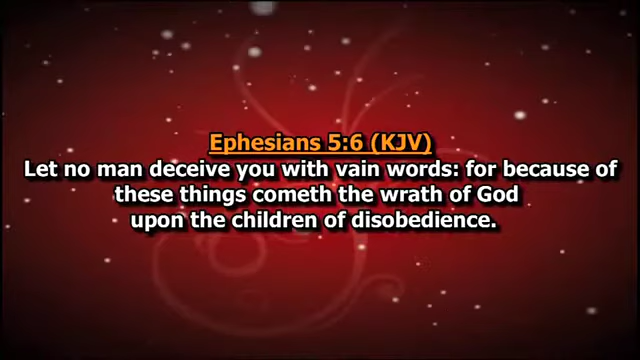 Ephesians 5:6 (KJV)
Let no man deceive you with vain words: for because of
these things cometh the wrath of God
upon the children of disobedience.